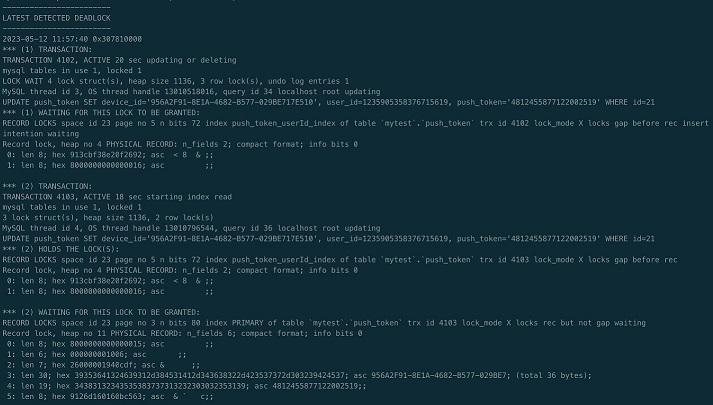 ------------------------
LATEST DETECTED DEADLOCK
------------------------
2023-05-12 11:57:40 0x307810000
*** (1) TRANSACTION:
TRANSACTION 4102, ACTIVE 20 sec updating or deleting
mysql tables in use 1, locked 1
LOCK WAIT 4 lock struct(s), heap size 1136, 3 row lock(s), undo log entries 1
MySQL thread id 3, OS thread handle 13010518016, query id 34 localhost root updating
UPDATE push_token SET device_id='956A2F91-8E1A-4682-B577-029BE717E510', user_id=1235905358376715619, push_token='4812455877122002519' WHERE id=21
*** (1) WAITING FOR THIS LOCK TO BE GRANTED:
RECORD LOCKS space id 23 page no 5 n bits 72 index push_token_userId_index of table `mytest`.`push_token` trx id 4102 lock_mode X locks gap before rec insert
intention waiting
Record lock, heap no 4 PHYSICAL RECORD: n_fields 2; compact format; info bits 0
0: len 8; hex 913cbf38e20f2692; asc  < 8  & ;;
1: len 8; hex 8000000000000016; asc         ;;

*** (2) TRANSACTION:
TRANSACTION 4103, ACTIVE 18 sec starting index read
mysql tables in use 1, locked 1
3 lock struct(s), heap size 1136, 2 row lock(s)
MySQL thread id 4, OS thread handle 13010796544, query id 36 localhost root updating
UPDATE push_token SET device_id='956A2F91-8E1A-4682-B577-029BE717E510', user_id=1235905358376715619, push_token='4812455877122002519' WHERE id=21
*** (2) HOLDS THE LOCK(S):
RECORD LOCKS space id 23 page no 5 n bits 72 index push_token_userId_index of table `mytest`.`push_token` trx id 4103 lock_mode X locks gap before rec
Record lock, heap no 4 PHYSICAL RECORD: n_fields 2; compact format; info bits 0
0: len 8; hex 913cbf38e20f2692; asc  < 8  & ;;
1: len 8; hex 8000000000000016; asc         ;;

*** (2) WAITING FOR THIS LOCK TO BE GRANTED:
RECORD LOCKS space id 23 page no 3 n bits 80 index PRIMARY of table `mytest`.`push_token` trx id 4103 lock_mode X locks rec but not gap waiting
Record lock, heap no 11 PHYSICAL RECORD: n_fields 6; compact format; info bits 0
0: len 8; hex 8000000000000015; asc         ;;
1: len 6; hex 000000001006; asc       ;;
2: len 7; hex 26000001940cdf; asc &      ;;
3: len 30; hex 39353641324639312d384531412d343638322d423537372d303239424537; asc 956A2F91-8E1A-4682-B577-029BE7; (total 36 bytes);
4: len 19; hex 34383132343535383737313232303032353139; asc 4812455877122002519;;
5: len 8; hex 9126d160160bc563; asc  & `   c;;